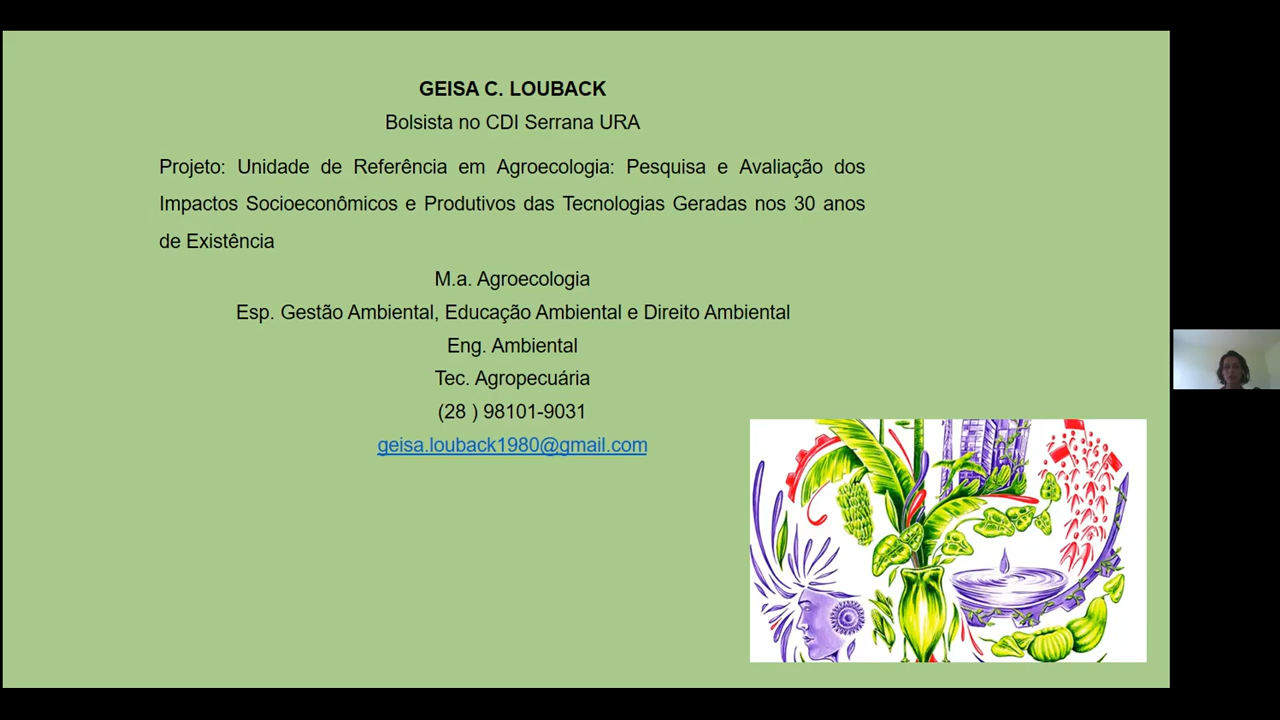 GEISA C. LOUBACK
Bolsista no CDI Serrana URA
Projeto: Unidade de Referência em Agroecologia: Pesquisa e Avaliação dos
Impactos Socioeconômicos e Produtivos das Tecnologias Geradas nos 30 anos
de Existência
M.a. Agroecologia
Esp. Gestão Ambiental, Educação Ambiental e Direito Ambiental
Eng. Ambiental
Tec. Agropecuária
(28 ) 98101-9031
geisa.louback1980@gmail.com